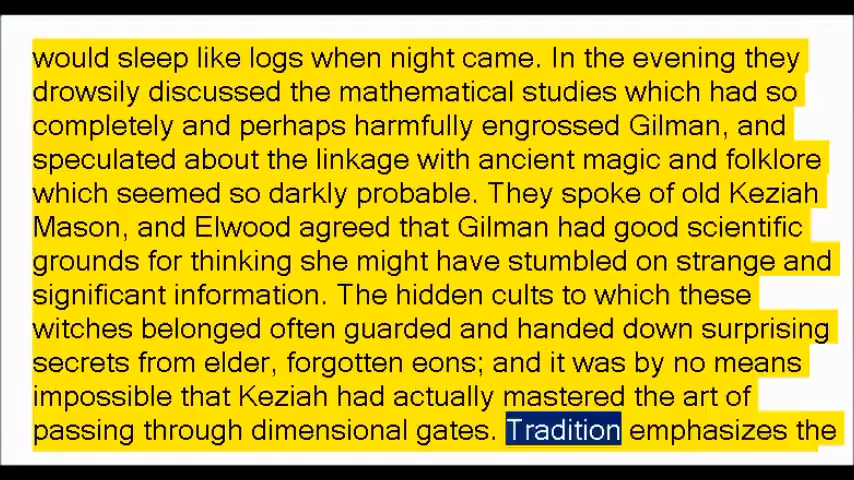 would sleep like logs when night came. In the evening they
drowsily discussed the mathematical studies which had so
completely and perhaps harmfully engrossed Gilman, and
speculated about the linkage with ancient magic and folklore
which seemed so darkly probable. They spoke of old Keziah
Mason, and Elwood agreed that Gilman had good scientific
grounds for thinking she might have stumbled on strange and
significant information. The hidden cults to which these
witches belonged often guarded and handed down surprising
secrets from elder, forgotten eons; and it was by no means
impossible that Keziah had actually mastered the art of
passing through dimensional gates. Tradition emphasizes the